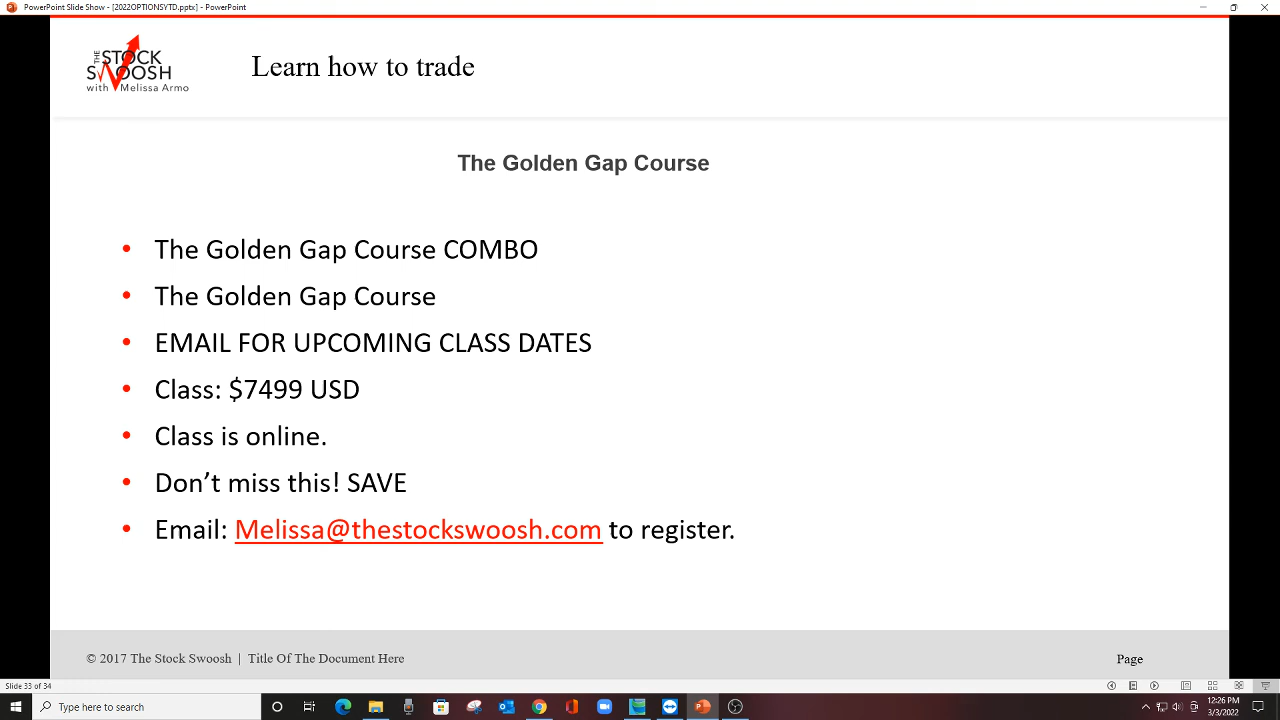 PowerPoint Slide Show - [2022OPTIONSYTD.pptx] - PowerPoint
THE STOCK
SWOOSH
with Melissa Armo
Learn how to trade
The Golden Gap Course
• The Golden Gap Course COMBO
• The Golden Gap Course
• EMAIL FOR UPCOMING CLASS DATES
• Class: $7499 USD
• Class is online.
• Don’t miss this! SAVE
• Email: Melissa@thestockswoosh.com to register.
© 2017 The Stock Swoosh | Title Of The Document Here
Page
Slide 33 of 34
Type here to search
12:26 PM
3/3/2022